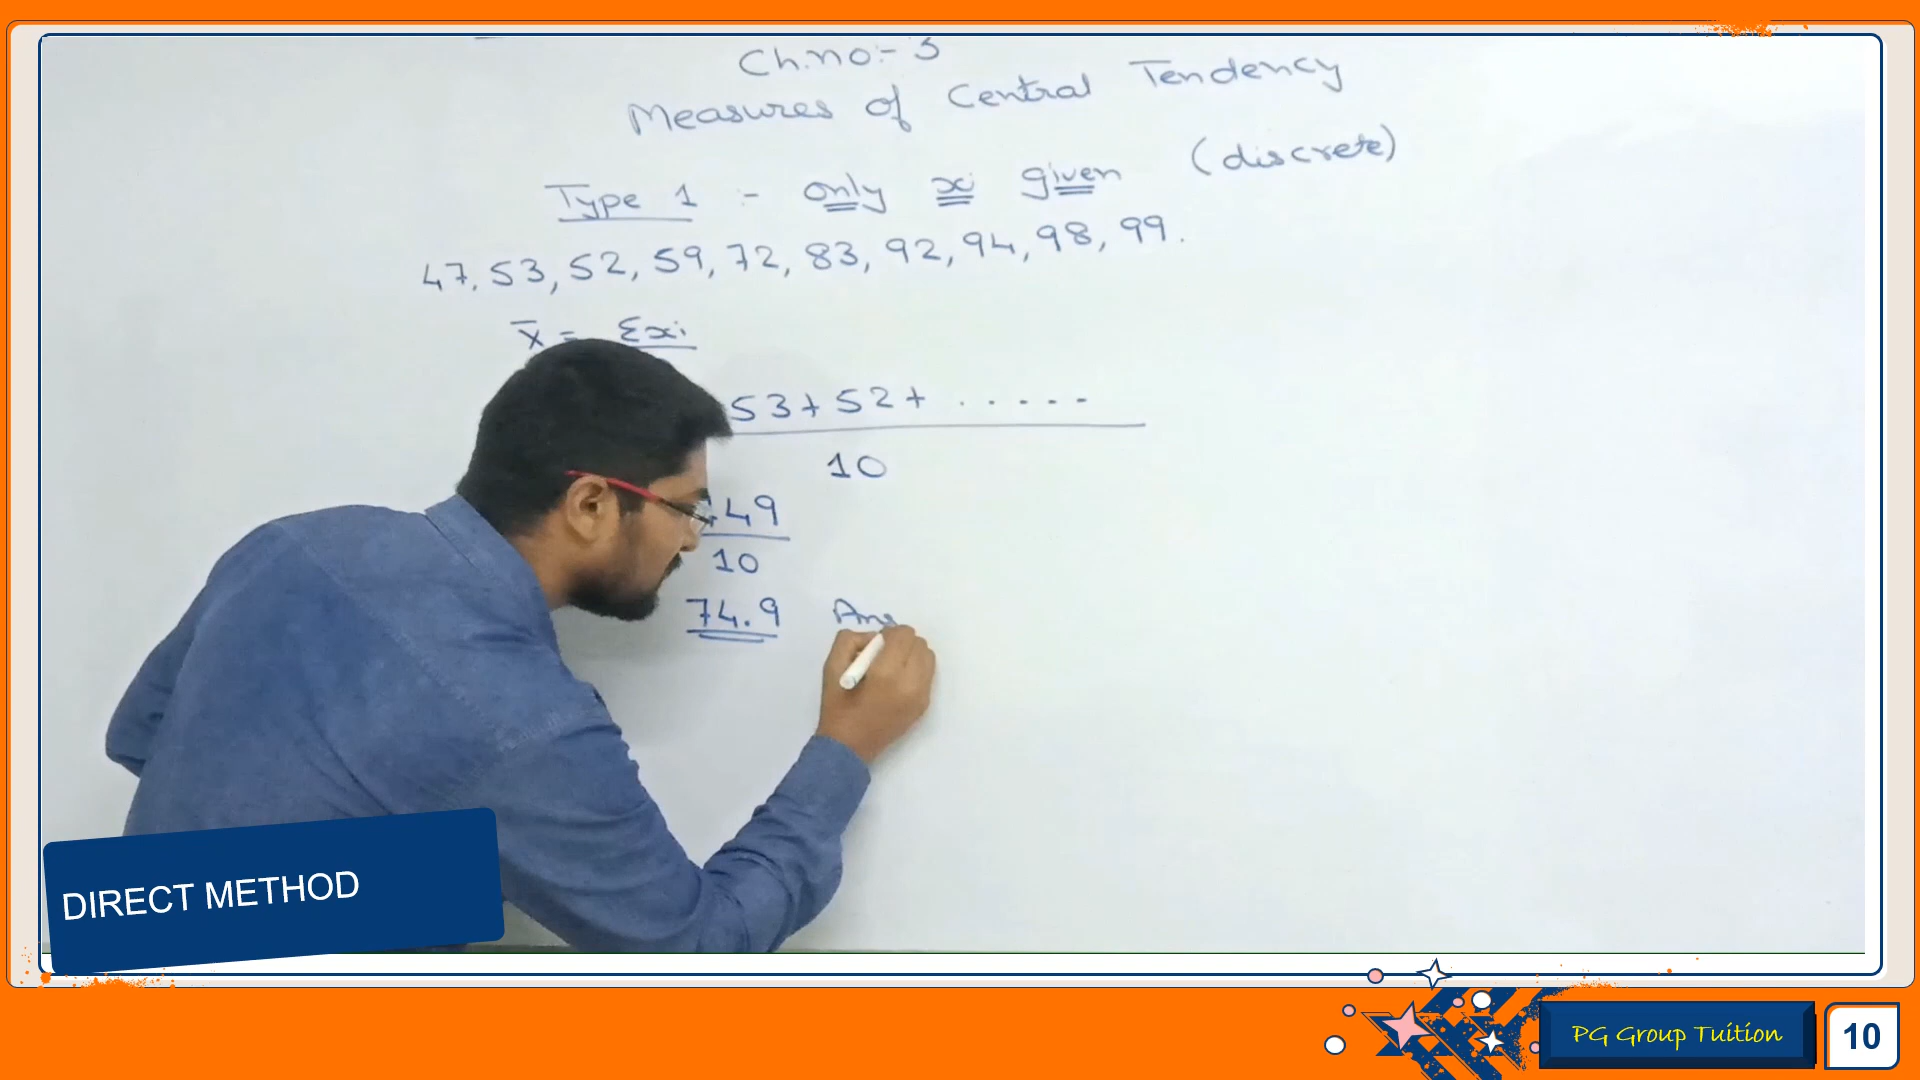 Ch.no:- 3
Measures of Central Tendency
Type 1 :- only xi given (discrete)
47, 53, 52, 59, 72, 83, 92, 94, 98, 99.
X̄ = Σxi
53 + 52 + . . . . . .
10
49
10
74.9 Ans
DIRECT METHOD
PG Group Tuition
10